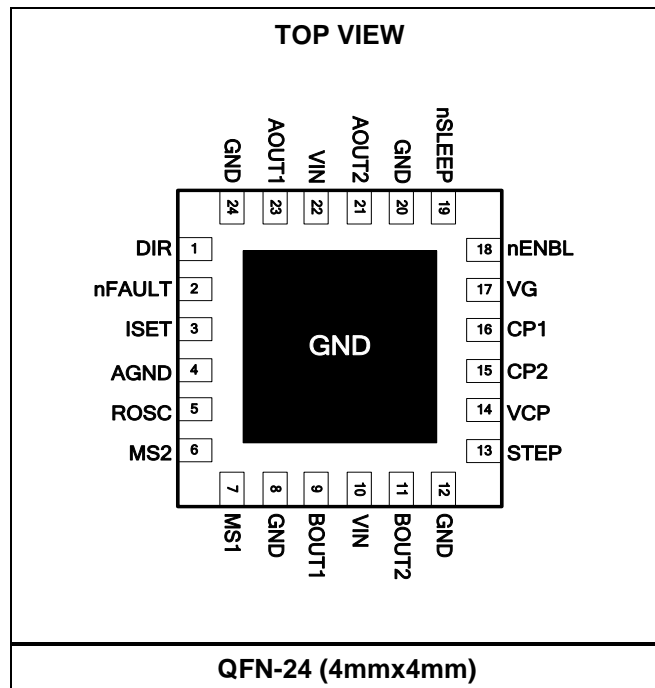 TOP VIEW
GND
AOUT1
VIN
AOUT2
GND
nSLEEP
24
23
22
21
20
19
DIR 1
nFAULT 2
ISET 3
AGND 4
ROSC 5
MS2 6
18 nENBL
17 VG
16 CP1
15 CP2
14 VCP
13 STEP
GND
7
8
9
10
11
12
MS1
GND
BOUT1
VIN
BOUT2
GND
QFN-24 (4mmx4mm)